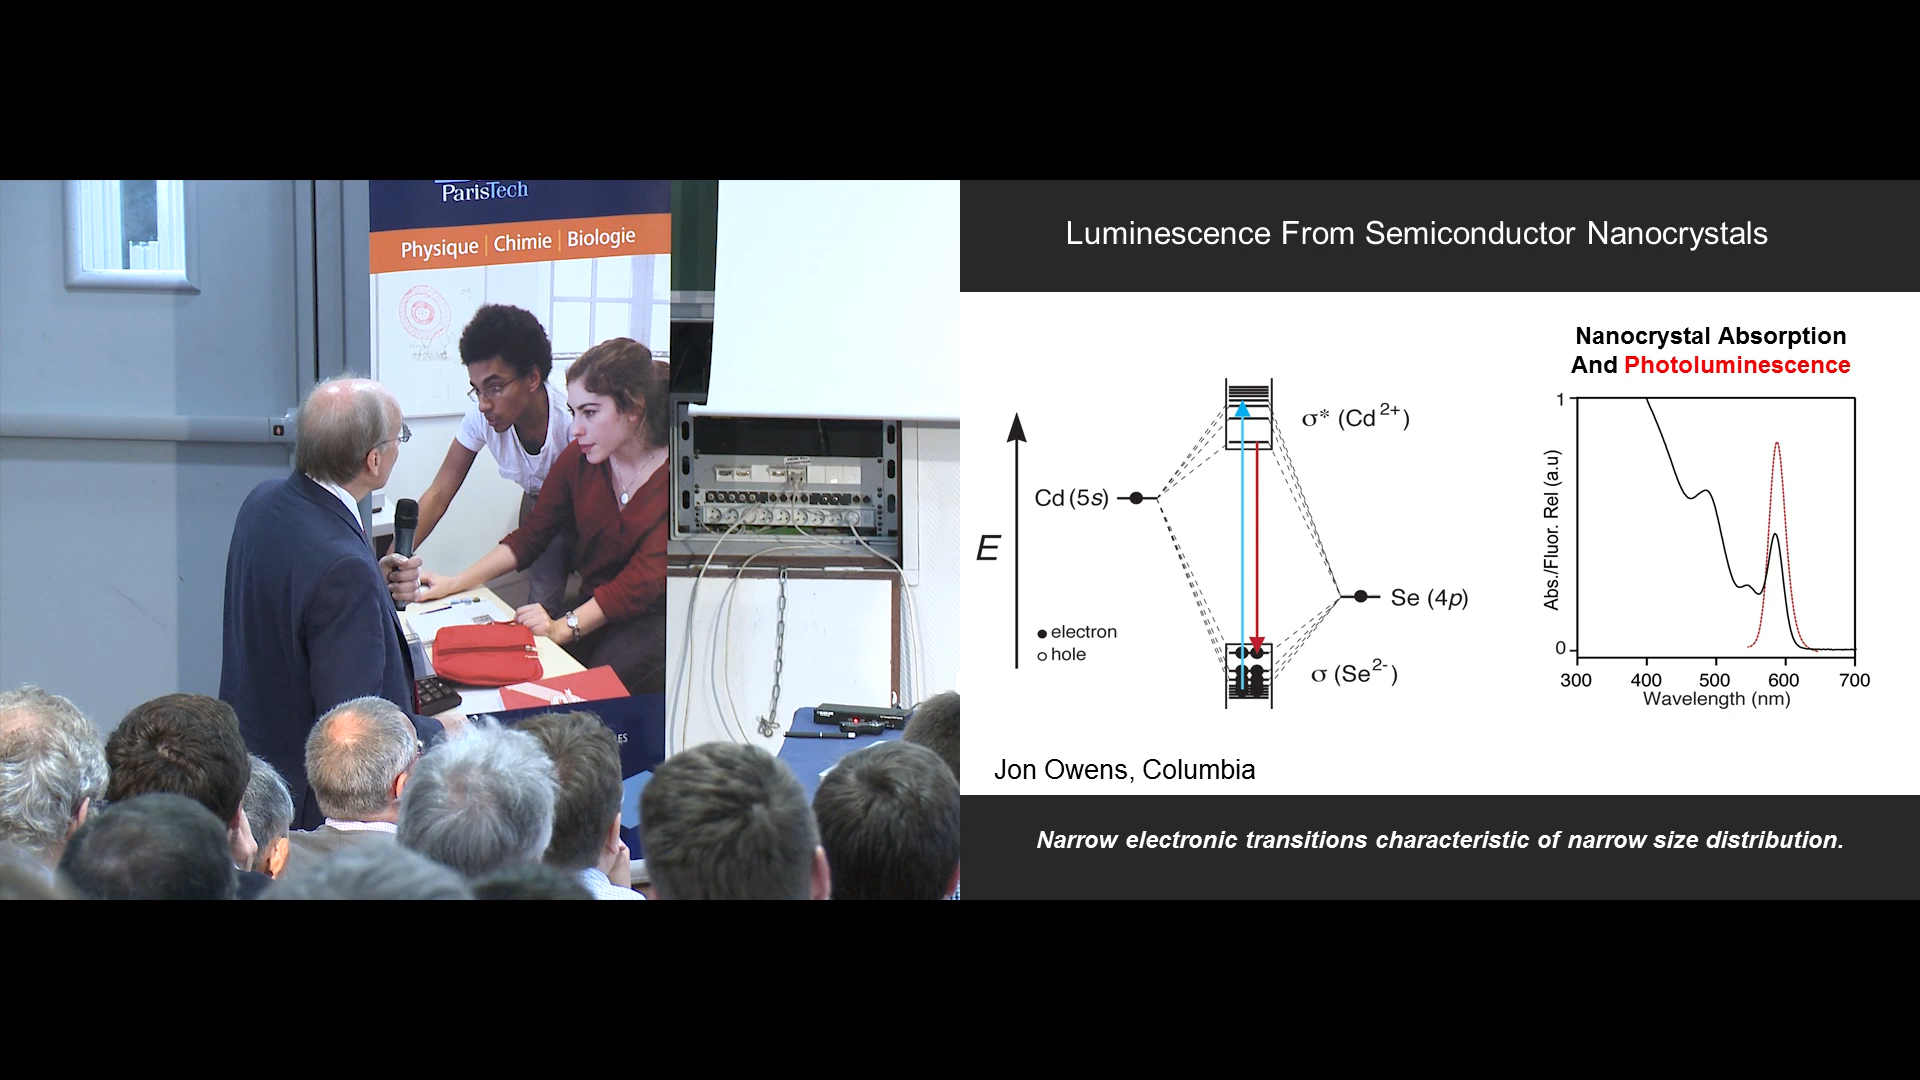 ParisTech
Physique | Chimie | Biologie
Luminescence From Semiconductor Nanocrystals
Nanocrystal Absorption
And Photoluminescence
E
Cd (5s)
σ* (Cd 2+)
Se (4p)
σ (Se2- )
electron
hole
Abs./Fluor. Rel (a.u)
1
0
300 400 500 600 700
Wavelength (nm)
Jon Owens, Columbia
Narrow electronic transitions characteristic of narrow size distribution.